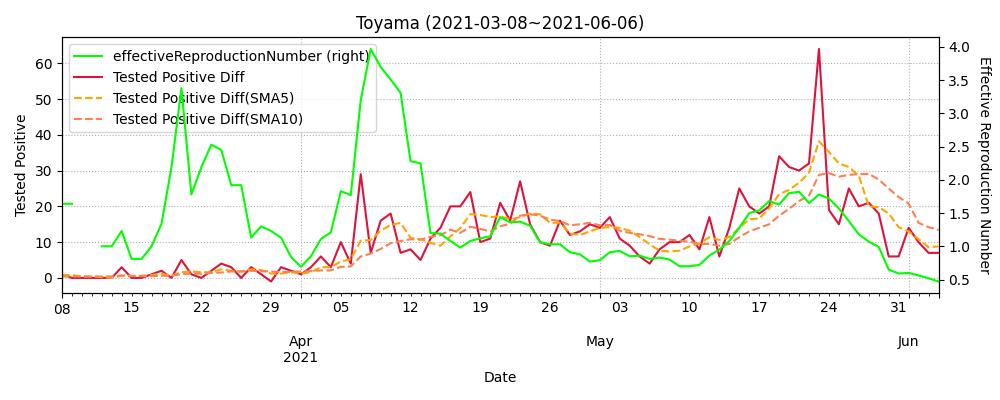 Toyama (2021-03-08~2021-06-06)
effectiveReproductionNumber (right)
Tested Positive Diff
Tested Positive Diff(SMA5)
Tested Positive Diff(SMA10)
Tested Positive
60
50
40
30
20
10
0
4.0
3.5
3.0
2.5
2.0
1.5
1.0
0.5
Effective Reproduction Number
08 15 22 29 05 12 19 26 03 10 17 24 31
Apr May Jun
2021
Date